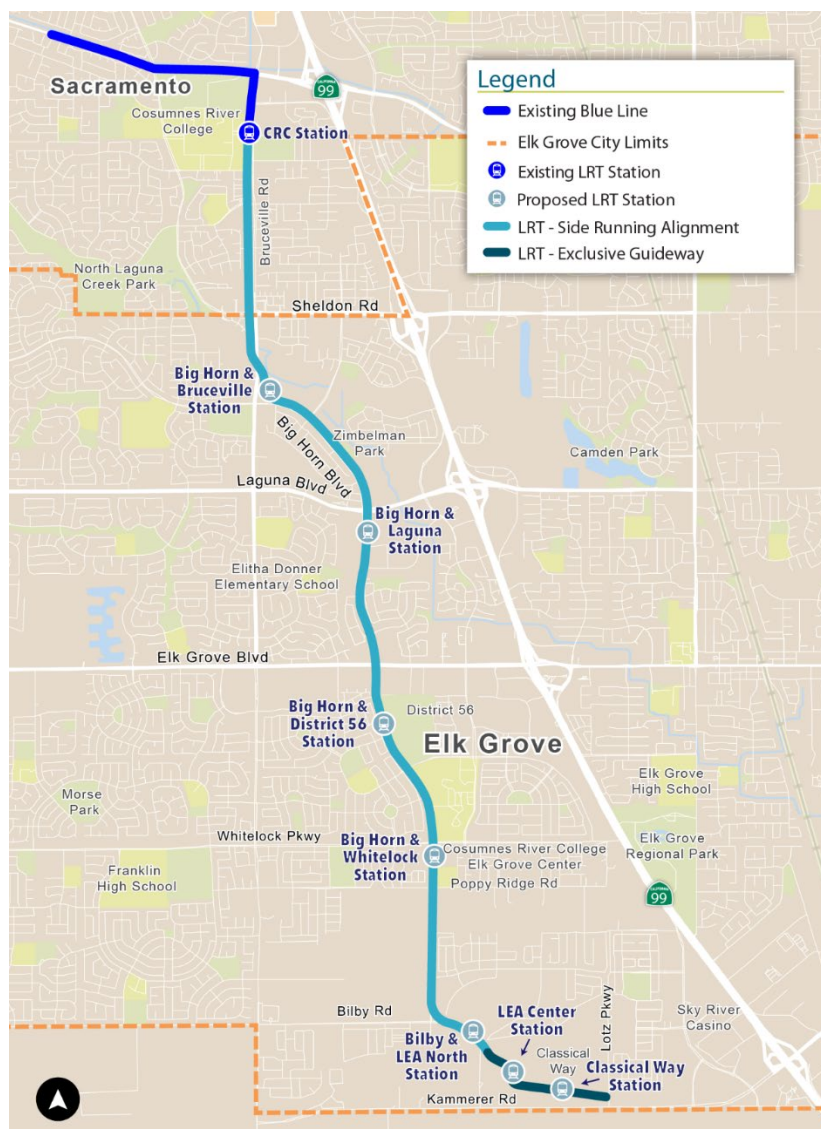 Sacramento
Cosumnes River
College
CRC Station
CALIFORNIA
99
Legend
Existing Blue Line
Elk Grove City Limits
Existing LRT Station
Proposed LRT Station
LRT - Side Running Alignment
LRT - Exclusive Guideway
Bruceville Rd
North Laguna
Creek Park
Sheldon Rd
Big Horn &
Bruceville
Station
Zimbelman
Park
Big Horn Blvd
Camden Park
Laguna Blvd
Big Horn &
Laguna
Station
Elitha Donner
Elementary School
Elk Grove Blvd
Big Horn &
District 56
Station
District 56
Elk Grove
Elk Grove
High School
Morse
Park
Whitelock Pkwy
Big Horn &
Whitelock
Station
Cosumnes River College
Elk Grove Center
Poppy Ridge Rd
Elk Grove
Regional Park
Franklin
High School
CALIFORNIA
99
Bilby Rd
LEA Center
Station
Lotz Pkwy
Sky River
Casino
Bilby &
LEA North
Station
Classical
Way
Classical Way
Station
Kammerer Rd